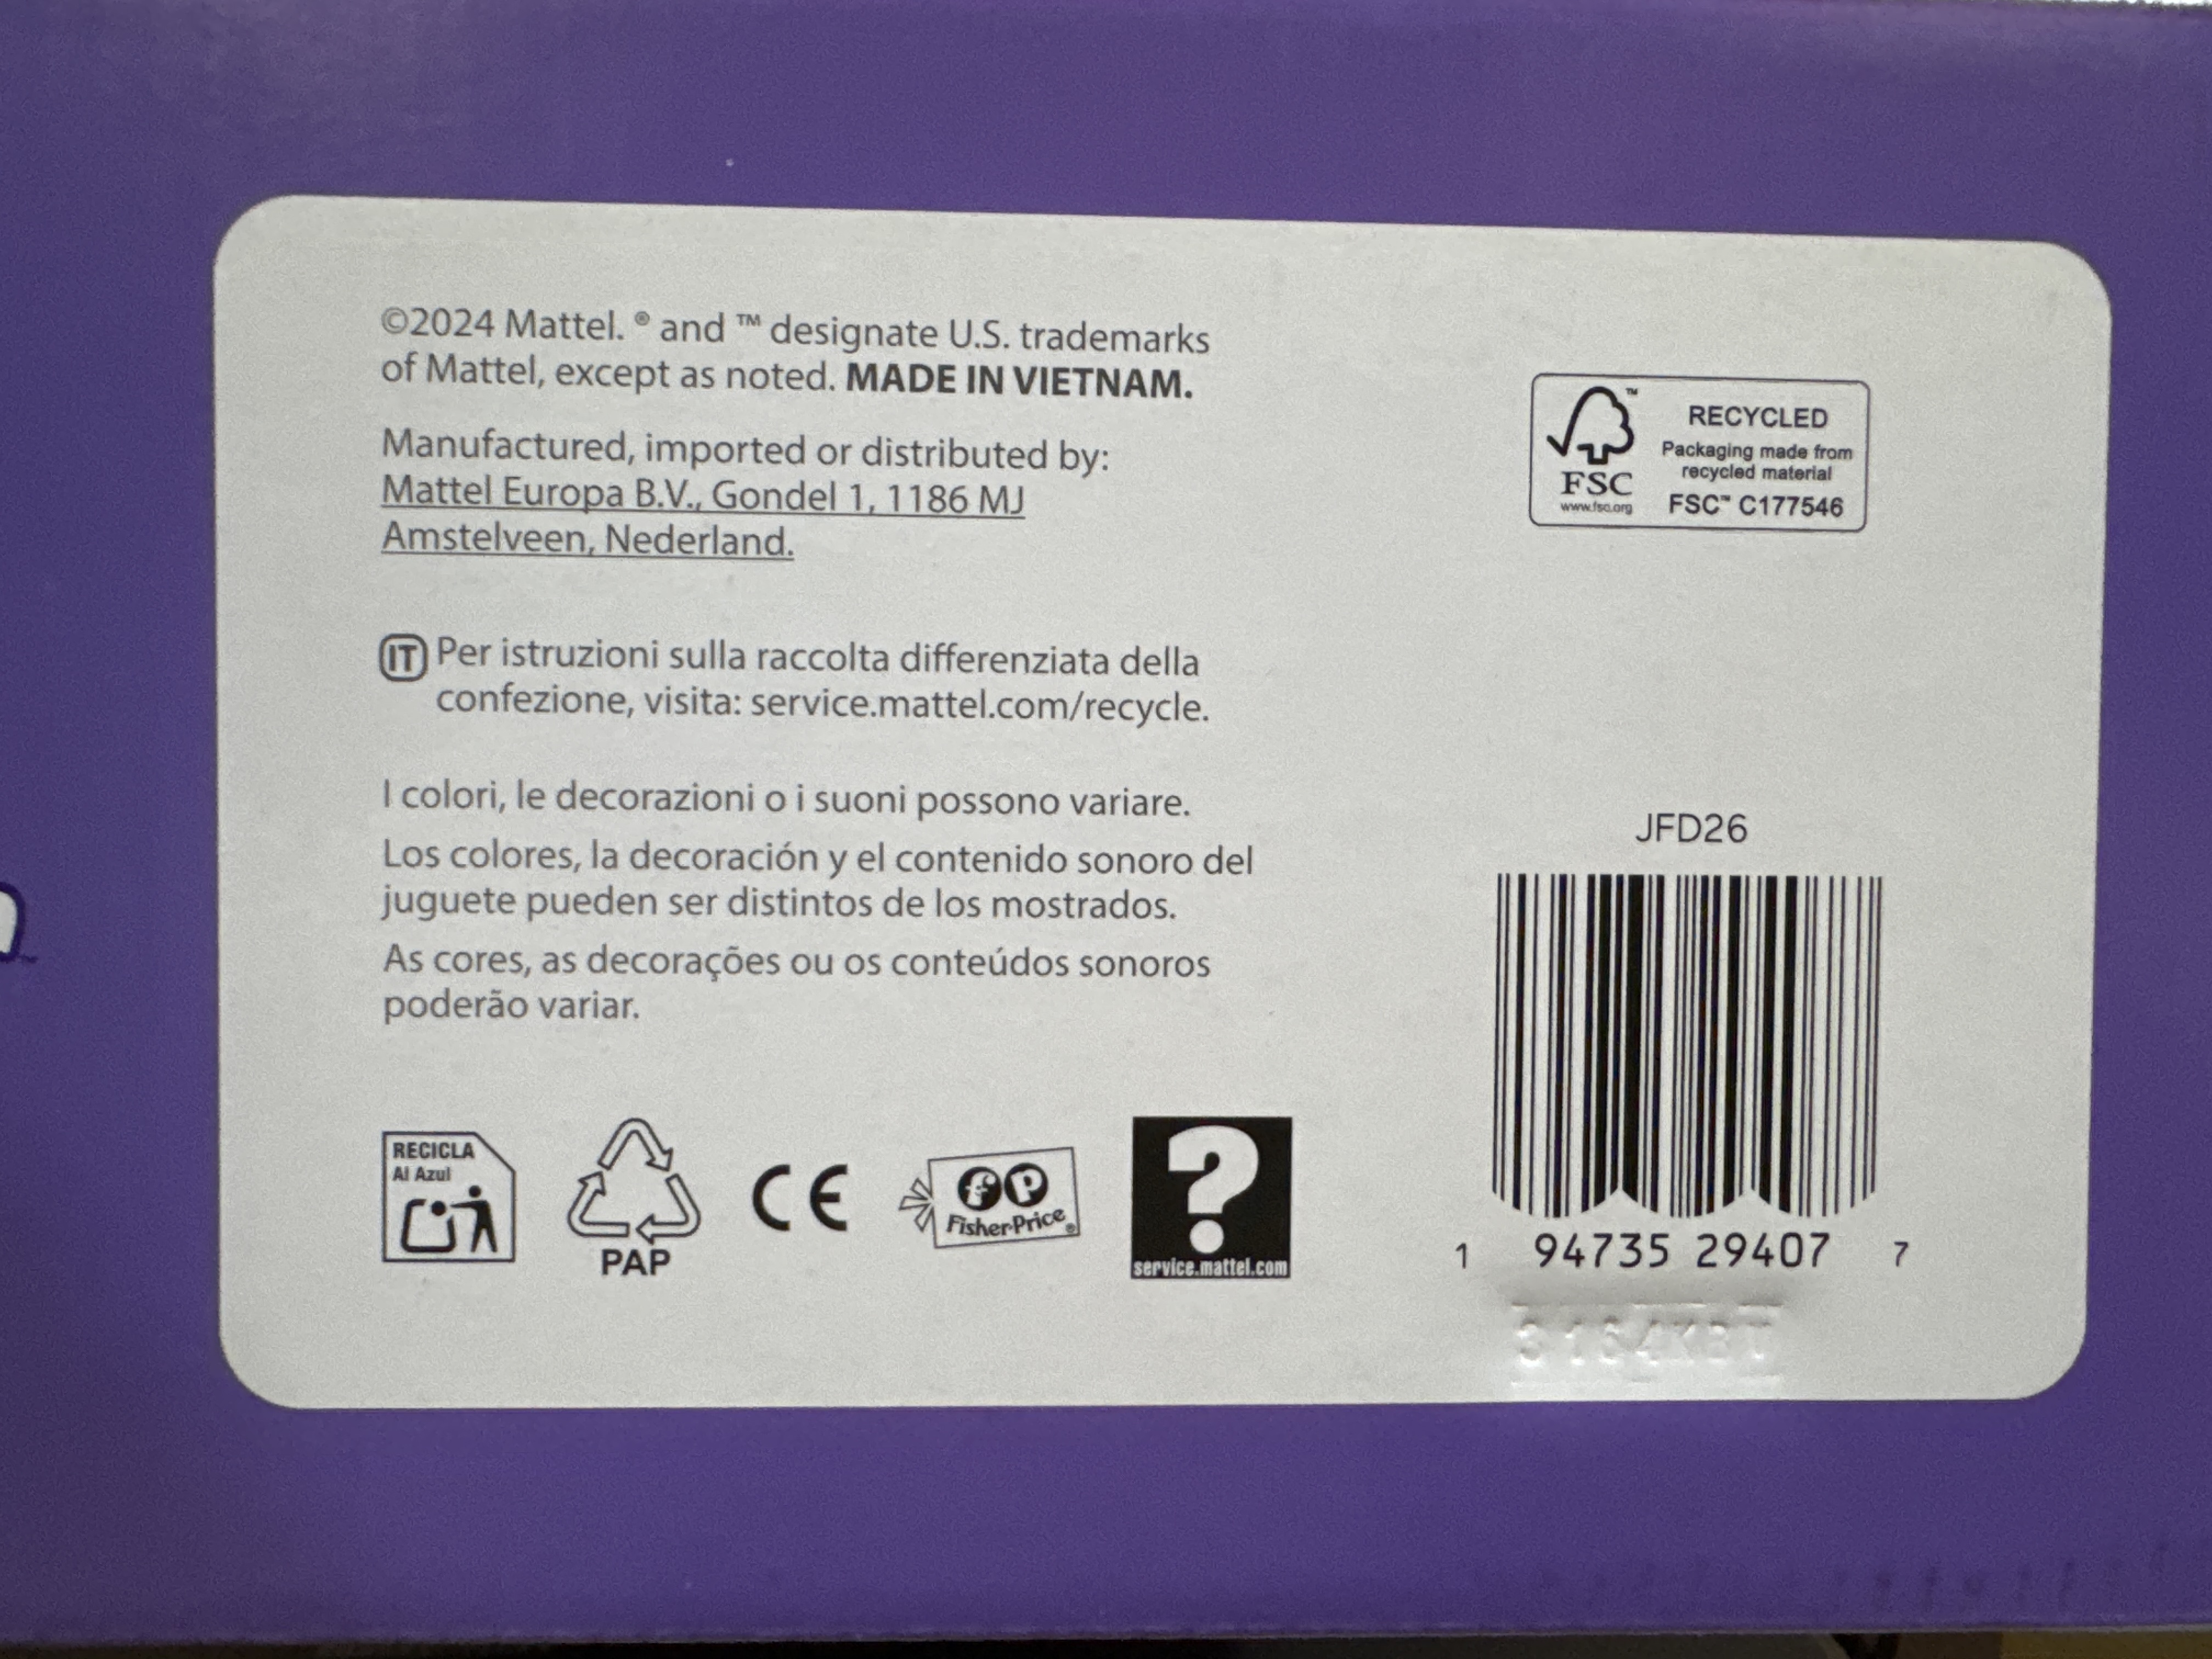 ©2024 Mattel. ® and ™ designate U.S. trademarks
of Mattel, except as noted. MADE IN VIETNAM.
Manufactured, imported or distributed by:
Mattel Europa B.V., Gondel 1, 1186 MJ
Amstelveen, Nederland.
IT Per istruzioni sulla raccolta differenziata della
confezione, visita: service.mattel.com/recycle.
I colori, le decorazioni o i suoni possono variare.
Los colores, la decoración y el contenido sonoro del
juguete pueden ser distintos de los mostrados.
As cores, as decorações ou os conteúdos sonoros
poderão variar.
RECICLA
Al Azul
PAP
CE
fp
Fisher-Price®
service.mattel.com
™
FSC
www.fsc.org
RECYCLED
Packaging made from
recycled material
FSC™ C177546
JFD26
1 94735 29407 7